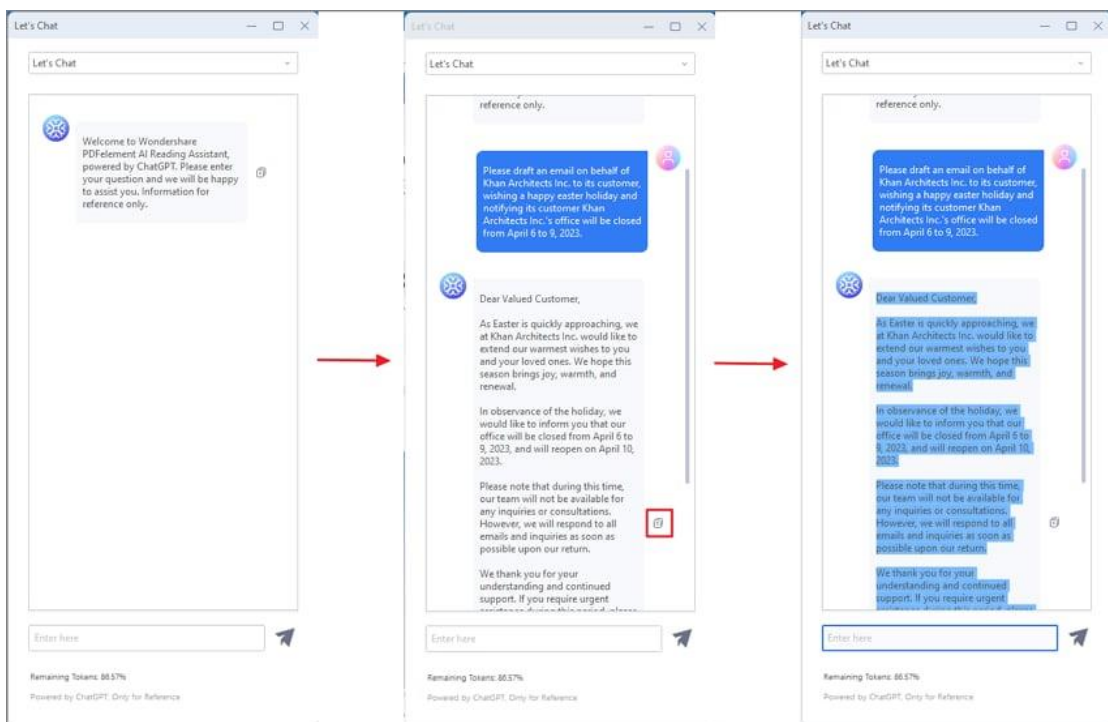 Let's Chat
Let's Chat
Welcome to Wondershare
PDFelement AI Reading Assistant,
powered by ChatGPT. Please enter
your question and we will be happy
to assist you. Information for
reference only.
Enter here
Remaining Tokens: 86.57%
Powered by ChatGPT. Only for Reference
Let's Chat
Let's Chat
reference only.
Please draft an email on behalf of
Khan Architects Inc. to its customer,
wishing a happy easter holiday and
notifying its customer Khan
Architects Inc.'s office will be closed
from April 6 to 9, 2023.
Dear Valued Customer,
As Easter is quickly approaching, we
at Khan Architects Inc. would like to
extend our warmest wishes to you
and your loved ones. We hope this
season brings joy, warmth, and
renewal.
In observance of the holiday, we
would like to inform you that our
office will be closed from April 6 to
9, 2023, and will reopen on April 10,
2023.
Please note that during this time,
our team will not be available for
any inquiries or consultations.
However, we will respond to all
emails and inquiries as soon as
possible upon our return.
We thank you for your
understanding and continued
support. If you require urgent
Enter here
Remaining Tokens: 86.57%
Powered by ChatGPT. Only for Reference
Let's Chat
Let's Chat
reference only.
Please draft an email on behalf of
Khan Architects Inc. to its customer,
wishing a happy easter holiday and
notifying its customer Khan
Architects Inc.'s office will be closed
from April 6 to 9, 2023.
Dear Valued Customer,
As Easter is quickly approaching, we
at Khan Architects Inc. would like to
extend our warmest wishes to you
and your loved ones. We hope this
season brings joy, warmth, and
renewal.
In observance of the holiday, we
would like to inform you that our
office will be closed from April 6 to
9, 2023, and will reopen on April 10,
2023.
Please note that during this time,
our team will not be available for
any inquiries or consultations.
However, we will respond to all
emails and inquiries as soon as
possible upon our return.
We thank you for your
understanding and continued
support. If you require urgent
Enter here
Remaining Tokens: 86.57%
Powered by ChatGPT. Only for Reference